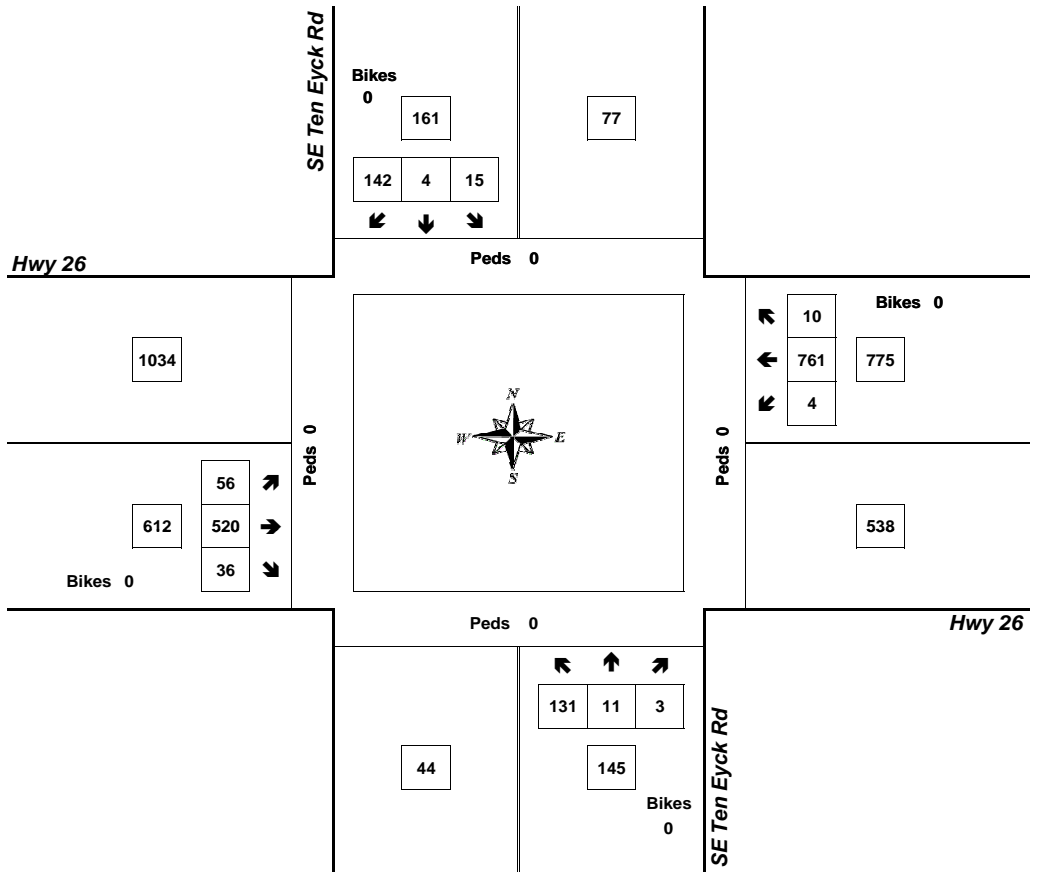 SE Ten Eyck Rd
Bikes
0
161
77
142 4 15
Peds 0
Hwy 26
1034
10
Bikes 0
761
775
4
N
W E
S
Peds 0
Peds 0
56
612
520
538
36
Bikes 0
Peds 0
Hwy 26
131 11 3
44
145
Bikes
0
SE Ten Eyck Rd